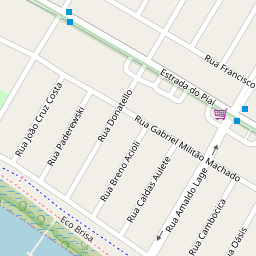 Rua Francisco
Estrada do Piaí
Rua João Cruz Costa
Rua Paderewski
Rua Donatello
Rua Gabriel Militão Machado
Rua Breno Acioli
Rua Caldas Aulete
Rua Arnaldo Lage
Rua Cambocica
Rua Oásis
Eco Brisa